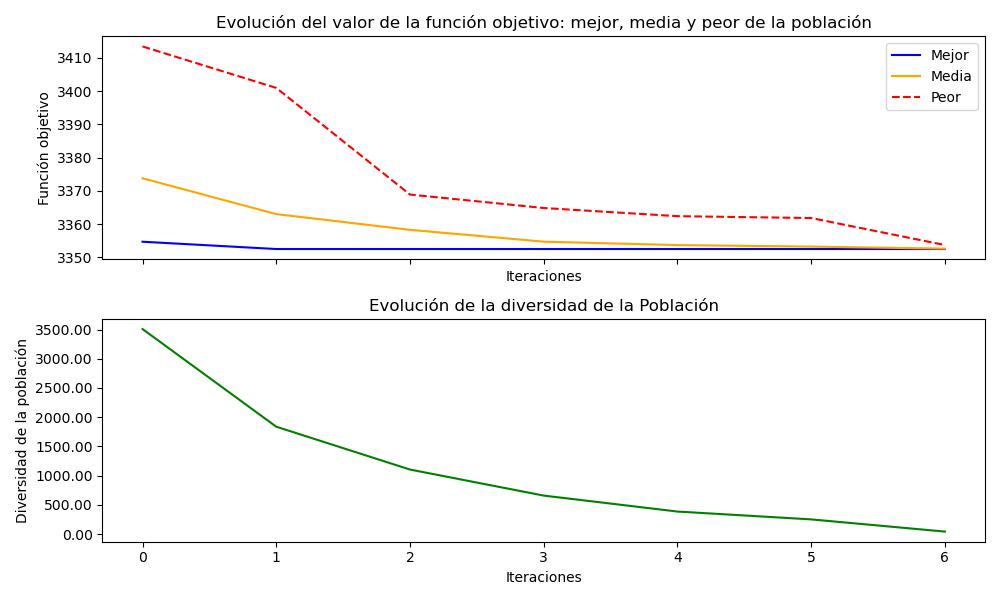 Evolución del valor de la función objetivo: mejor, media y peor de la población
Función objetivo
3410
3400
3390
3380
3370
3360
3350
Mejor
Media
Peor
Iteraciones
Evolución de la diversidad de la Población
Diversidad de la población
3500.00
3000.00
2500.00
2000.00
1500.00
1000.00
500.00
0.00
0 1 2 3 4 5 6
Iteraciones